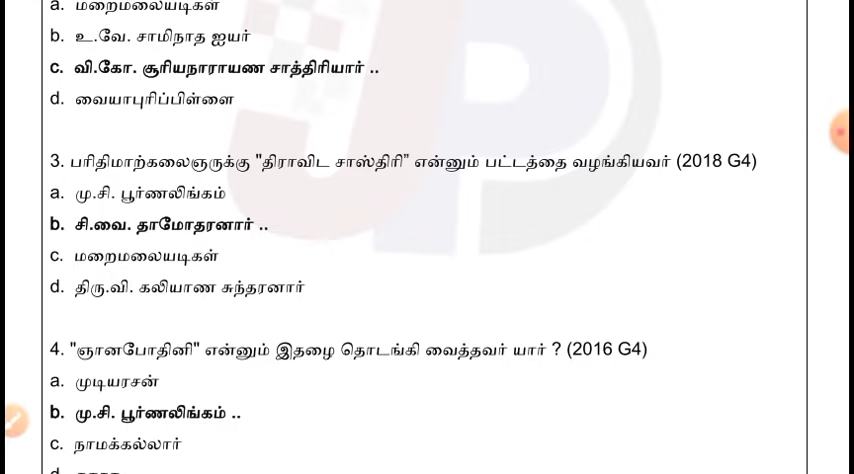 a. மறைமலையடிகள்
b. உ.வே. சாமிநாத ஐயர்
c. வி.கோ. சூரியநாராயண சாத்திரியார் ..
d. வையாபுரிப்பிள்ளை
3. பரிதிமாற்கலைஞருக்கு "திராவிட சாஸ்திரி" என்னும் பட்டத்தை வழங்கியவர் (2018 G4)
a. மு.சி. பூர்ணலிங்கம்
b. சி.வை. தாமோதரனார் ..
c. மறைமலையடிகள்
d. திரு.வி. கலியாண சுந்தரனார்
4. "ஞானபோதினி" என்னும் இதழை தொடங்கி வைத்தவர் யார் ? (2016 G4)
a. முடியரசன்
b. மு.சி. பூர்ணலிங்கம் ..
c. நாமக்கல்லார்